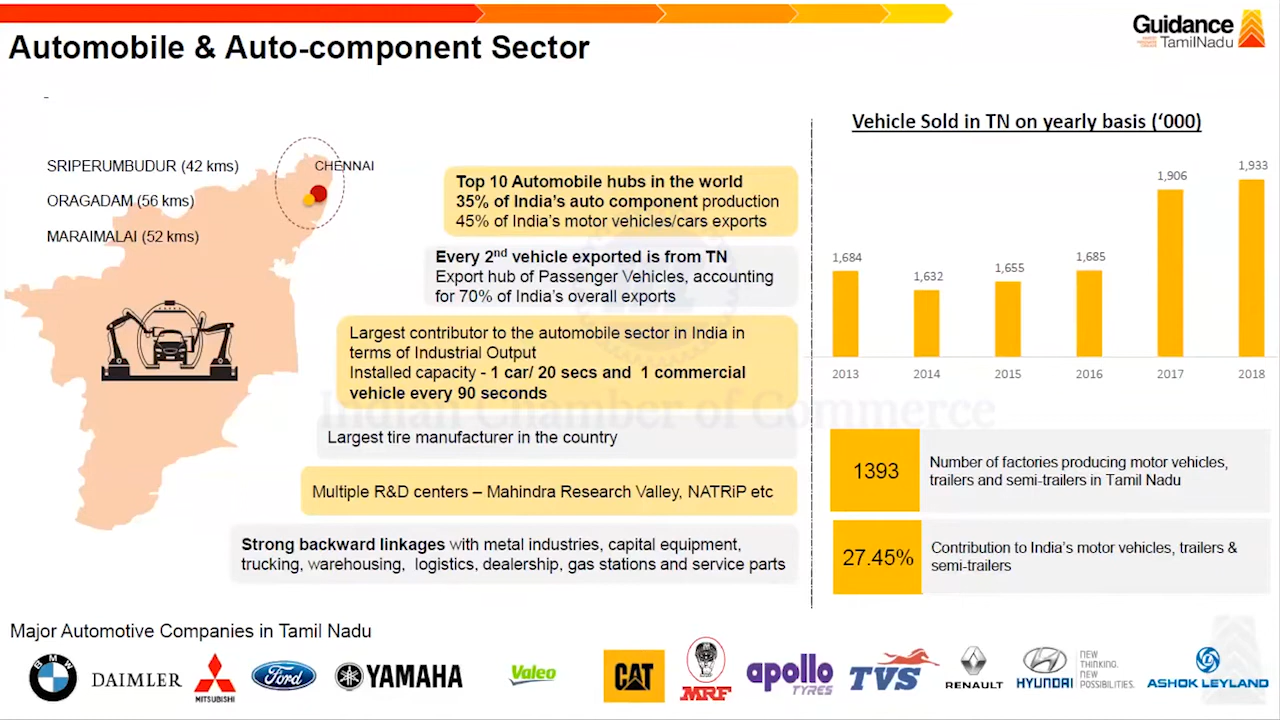 Guidance
TamilNadu
Automobile & Auto-component Sector
-
SRIPERUMBUDUR (42 kms)
ORAGADAM (56 kms)
MARAIMALAI (52 kms)
CHENNAI
Top 10 Automobile hubs in the world
35% of India’s auto component production
45% of India’s motor vehicles/cars exports
Every 2nd vehicle exported is from TN
Export hub of Passenger Vehicles, accounting
for 70% of India’s overall exports
Largest contributor to the automobile sector in India in
terms of Industrial Output
Installed capacity - 1 car/ 20 secs and 1 commercial
vehicle every 90 seconds
Indian Chamber of Commerce
Largest tire manufacturer in the country
Multiple R&D centers – Mahindra Research Valley, NATRiP etc
Strong backward linkages with metal industries, capital equipment,
trucking, warehousing, logistics, dealership, gas stations and service parts
Vehicle Sold in TN on yearly basis (‘000)
1,684
1,632
1,655
1,685
1,906
1,933
2013 2014 2015 2016 2017 2018
1393
Number of factories producing motor vehicles,
trailers and semi-trailers in Tamil Nadu
27.45%
Contribution to India’s motor vehicles, trailers &
semi-trailers
Major Automotive Companies in Tamil Nadu
BMW
DAIMLER
MITSUBISHI
Ford
YAMAHA
Valeo
CAT
MRF
apollo
TYRES
TVS
RENAULT
HYUNDAI
NEW
THINKING.
NEW
POSSIBILITIES.
ASHOK LEYLAND